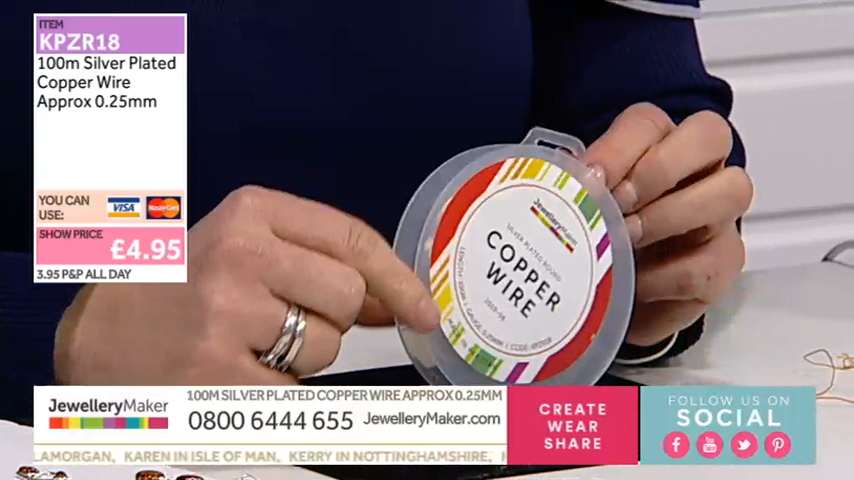 ITEM
KPZR18
100m Silver Plated
Copper Wire
Approx 0.25mm
YOU CAN
USE:
VISA
MasterCard
SHOW PRICE
£4.95
3.95 P&P ALL DAY
JewelleryMaker
SILVER PLATED ROUND
COPPER
WIRE
JewelleryMaker
100M SILVER PLATED COPPER WIRE APPROX 0.25MM
0800 6444 655
JewelleryMaker.com
LAMORGAN, KAREN IN ISLE OF MAN, KERRY IN NOTTINGHAMSHIRE,
CREATE
WEAR
SHARE
FOLLOW US ON
SOCIAL